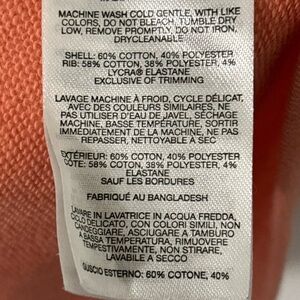 MACHINE WASH COLD GENTLE, WITH LIKE
COLORS, DO NOT BLEACH, TUMBLE DRY
LOW, REMOVE PROMPTLY, DO NOT IRON,
DRYCLEANABLE
SHELL: 60% COTTON, 40% POLYESTER
RIB: 58% COTTON, 38% POLYESTER, 4%
LYCRA® ELASTANE
EXCLUSIVE OF TRIMMING
LAVAGE MACHINE À FROID, CYCLE DÉLICAT,
AVEC DES COULEURS SIMILAIRES, NE
PAS UTILISER D'EAU DE JAVEL, SÉCHAGE
MACHINE, BASSE TEMPÉRATURE, SORTIR
IMMÉDIATEMENT DE LA MACHINE, NE PAS
REPASSER, NETTOYABLE A SEC
EXTÉRIEUR: 60% COTON, 40% POLYESTER
CÔTE: 58% COTON, 38% POLYESTER, 4%
ELASTANE
SAUF LES BORDURES
FABRIQUÉ AU BANGLADESH
LAVARE IN LAVATRICE IN ACQUA FREDDA,
CICLO DELICATO, CON COLORI SIMILI, NON
CANDEGGIARE, ASCIUGARE A TAMBURO
A BASSA TEMPERATURA, RIMUOVERE
TEMPESTIVAMENTE, NON STIRARE,
LAVABILE A SECCO
GUSCIO ESTERNO: 60% COTONE, 40%